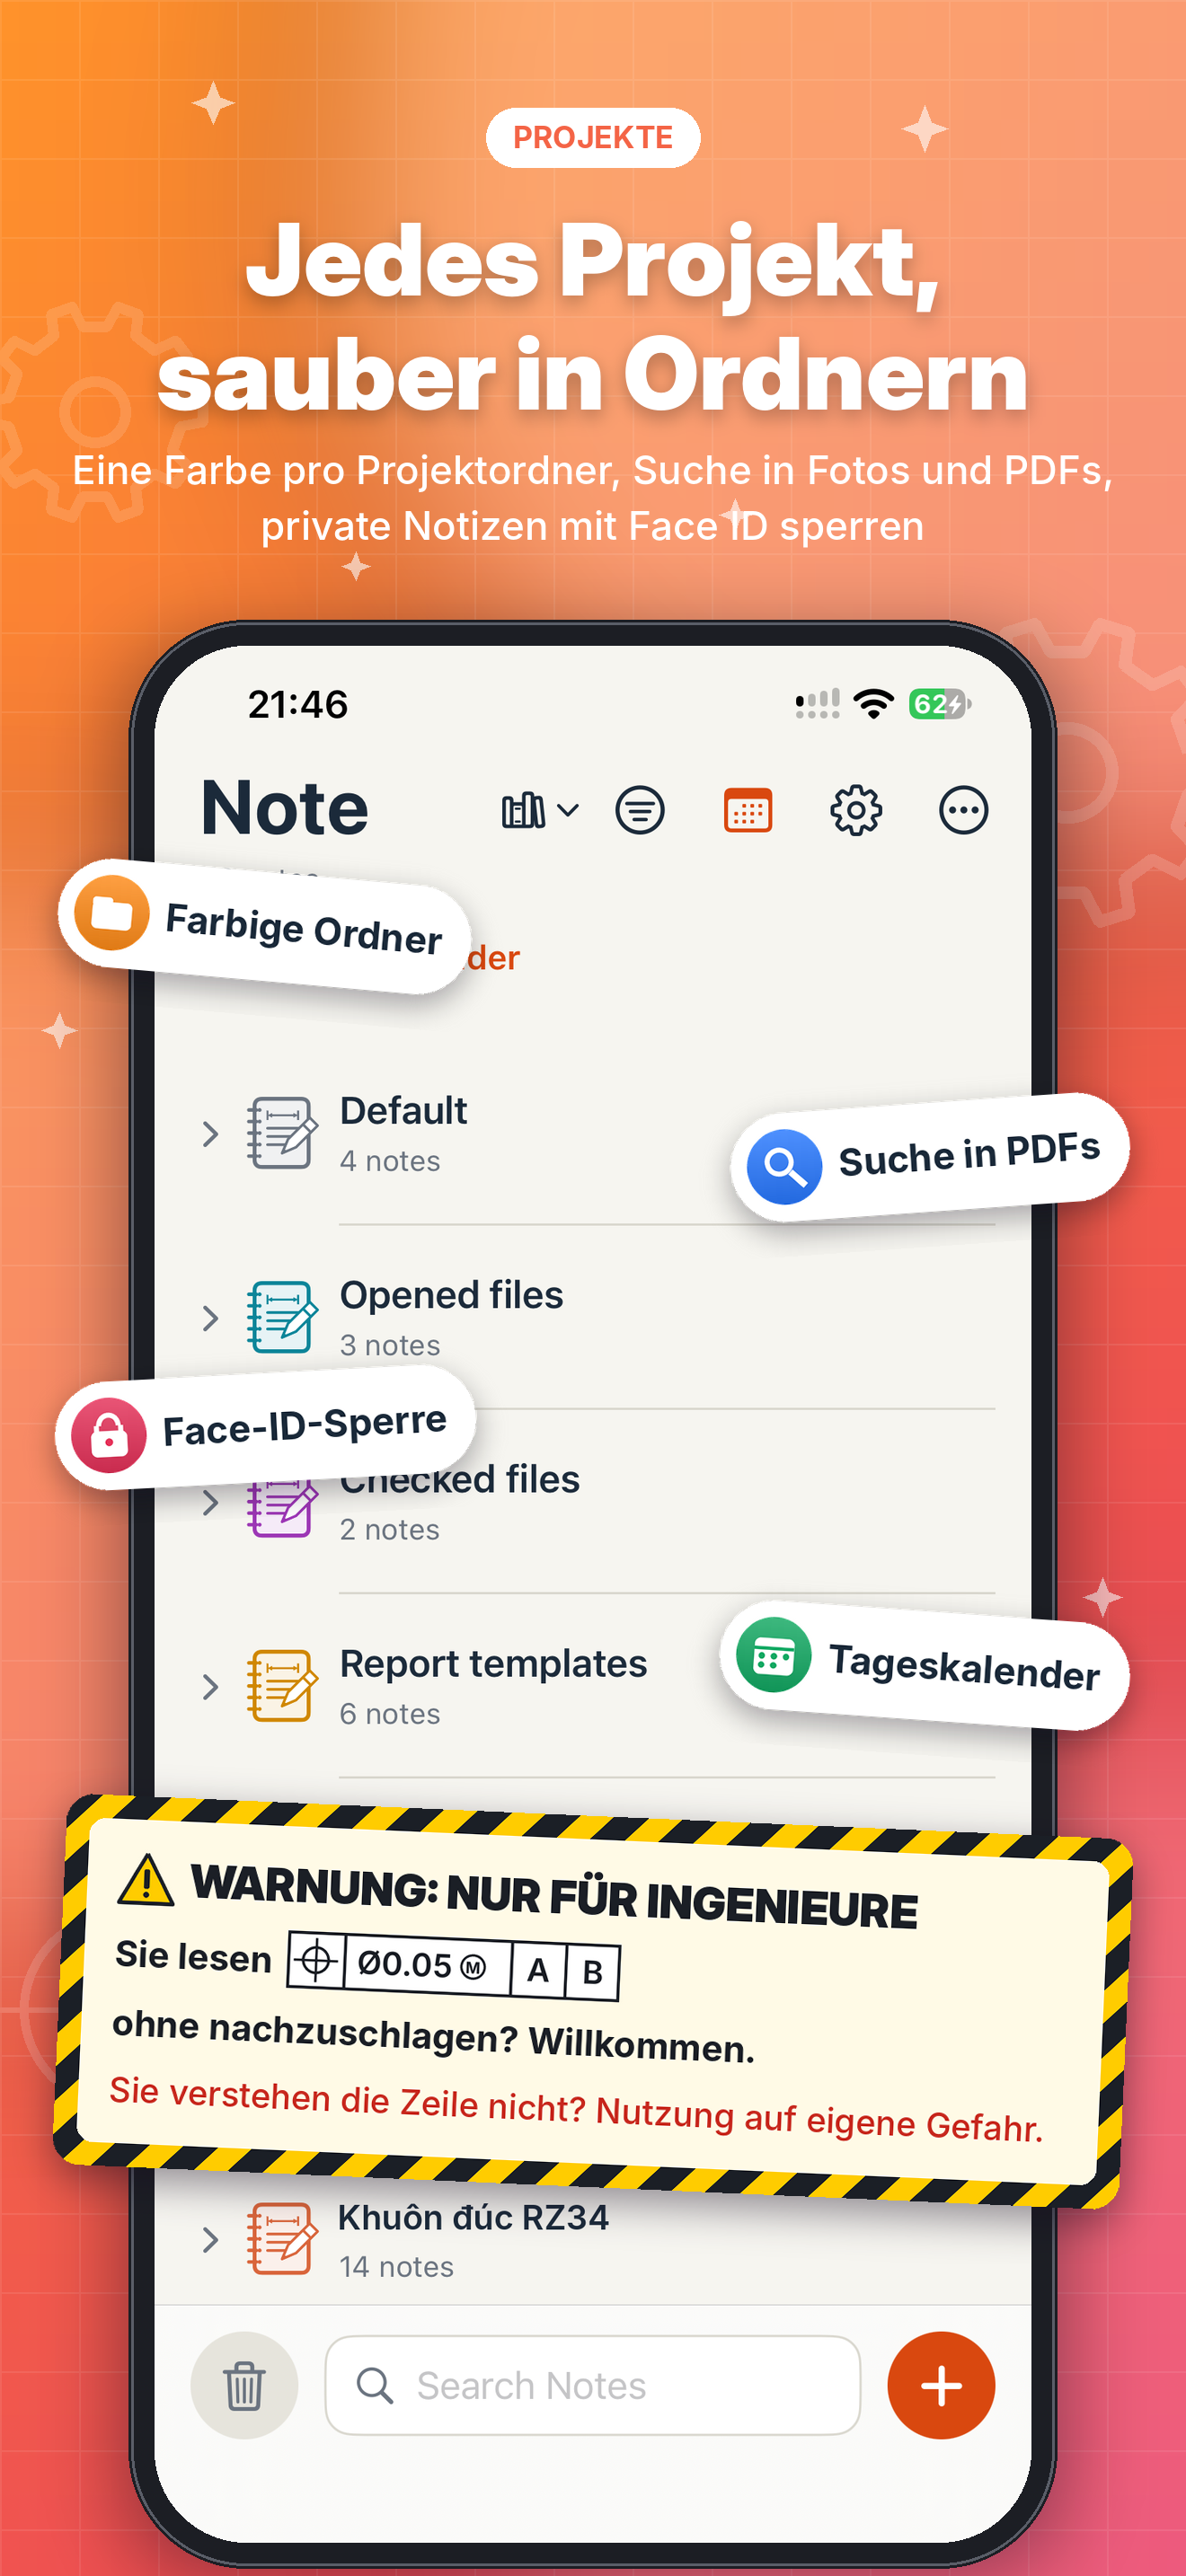 PROJEKTE
Jedes Projekt,
sauber in Ordnern
Eine Farbe pro Projektordner, Suche in Fotos und PDFs,
private Notizen mit Face ID sperren
21:46
62
Note
Farbige Ordner
Default
4 notes
Suche in PDFs
Opened files
3 notes
Face-ID-Sperre
Checked files
2 notes
Report templates
6 notes
Tageskalender
WARNUNG: NUR FÜR INGENIEURE
Sie lesen ⌖ Ø0.05 Ⓜ A B
ohne nachzuschlagen? Willkommen.
Sie verstehen die Zeile nicht? Nutzung auf eigene Gefahr.
Khuôn đúc RZ34
14 notes
Search Notes